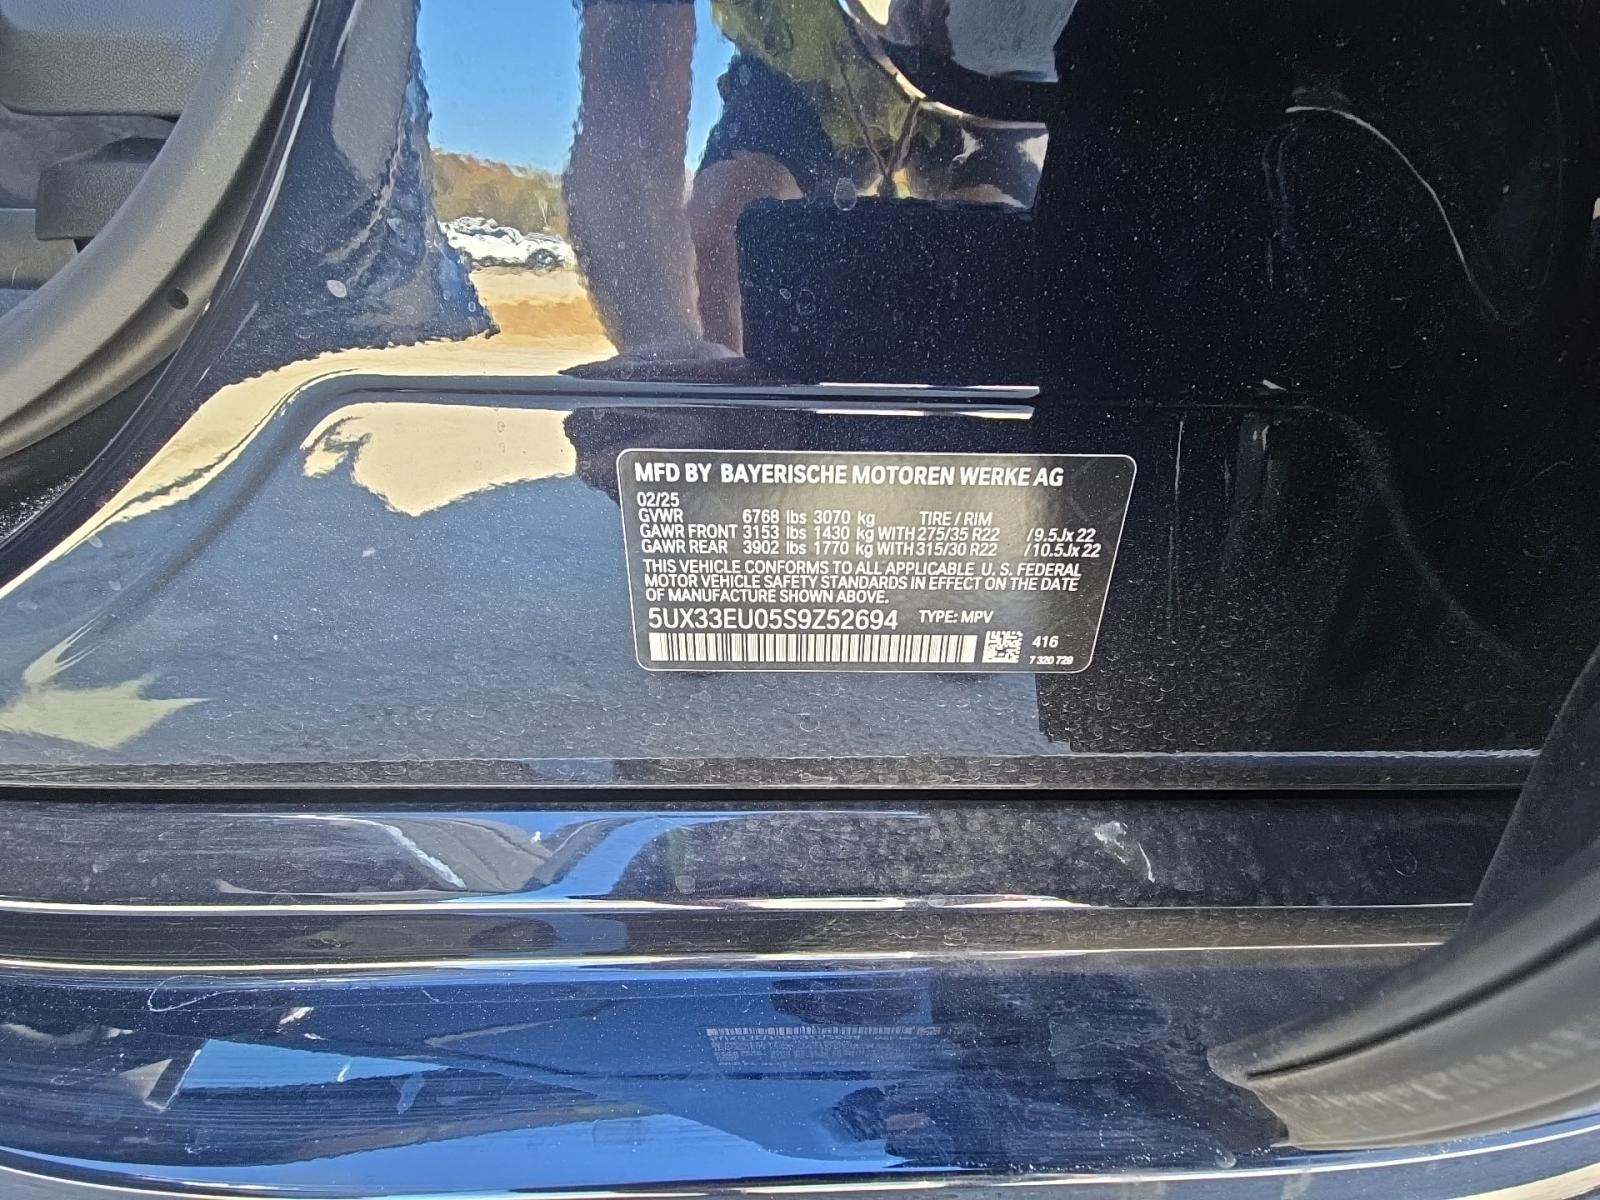 MFD BY BAYERISCHE MOTOREN WERKE AG
02/25
GVWR 6768 lbs 3070 kg TIRE / RIM
GAWR FRONT 3153 lbs 1430 kg WITH 275/35 R22 / 9.5Jx 22
GAWR REAR 3902 lbs 1770 kg WITH 315/30 R22 / 10.5Jx 22
THIS VEHICLE CONFORMS TO ALL APPLICABLE U. S. FEDERAL
MOTOR VEHICLE SAFETY STANDARDS IN EFFECT ON THE DATE
OF MANUFACTURE SHOWN ABOVE.
5UX33EU05S9Z52694 TYPE: MPV
416
7 320 729